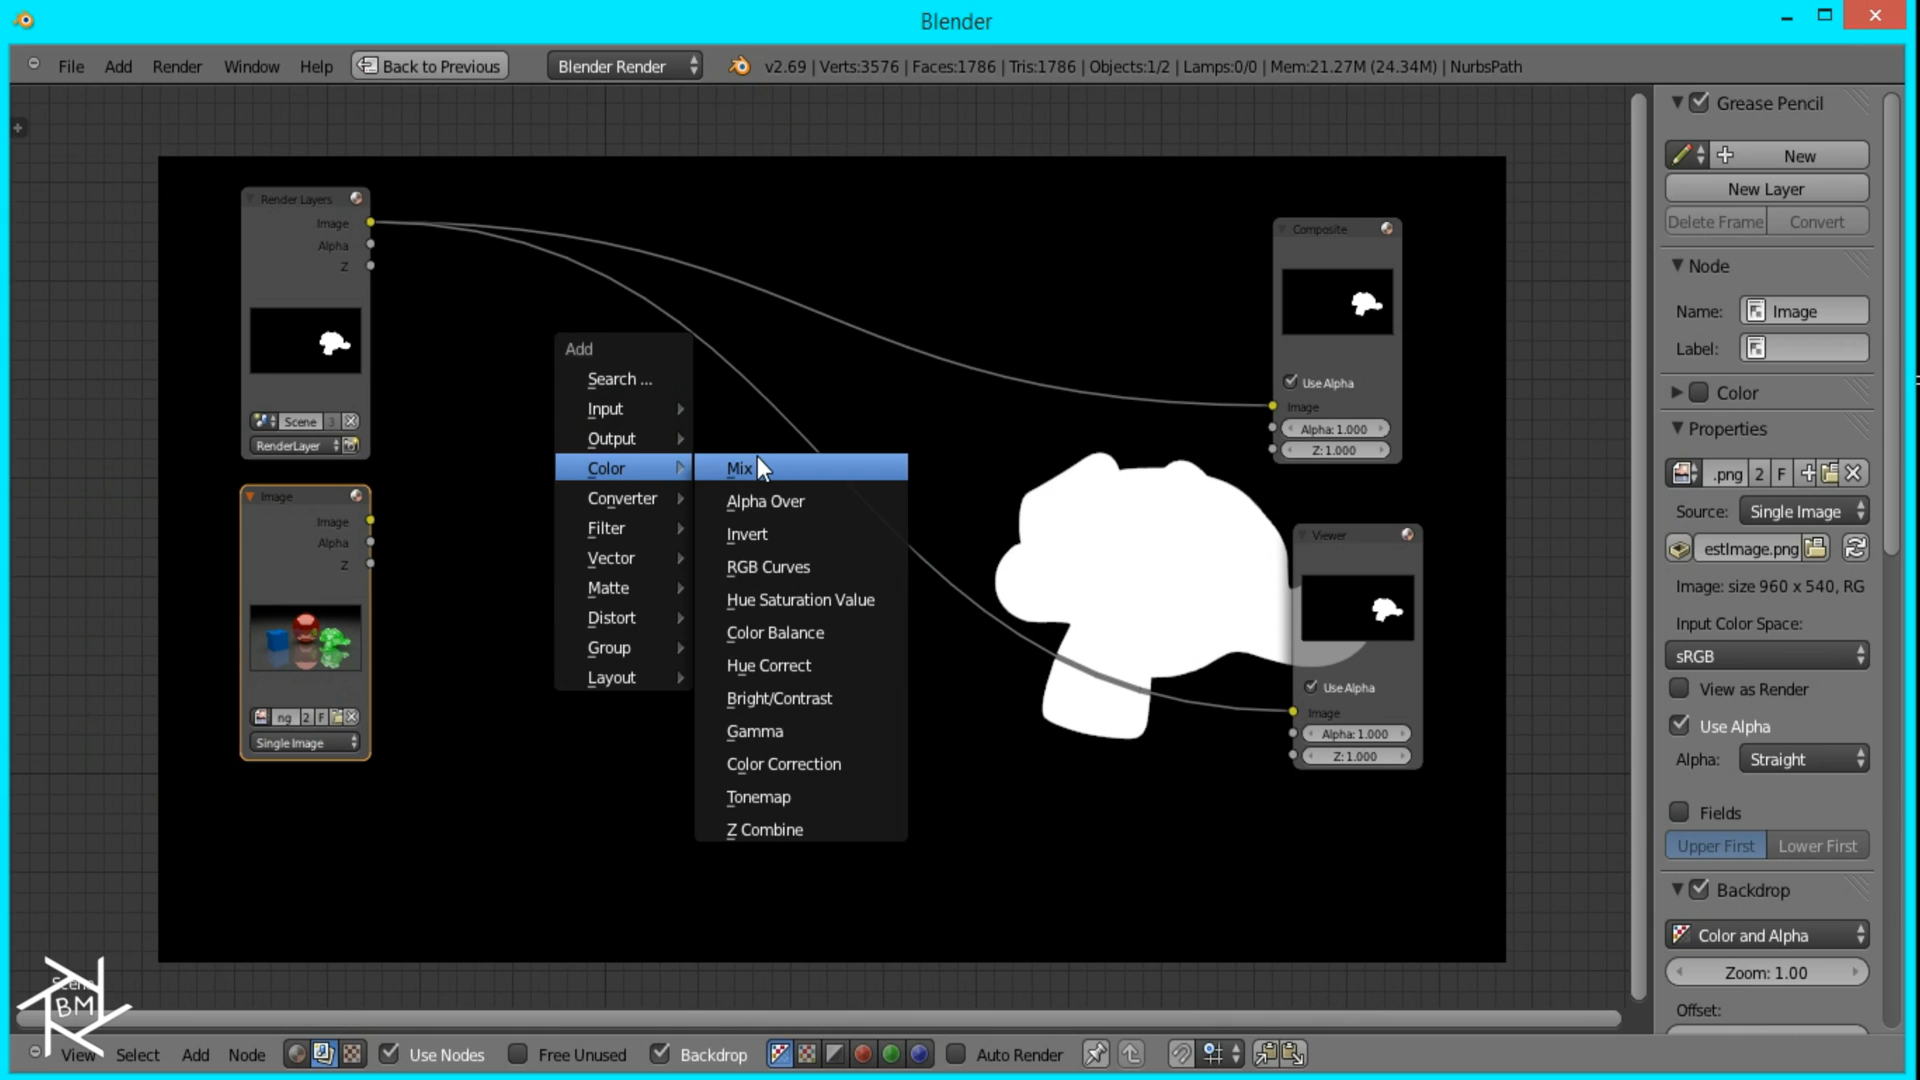 Blender
File Add Render Window Help Back to Previous Blender Render v2.69 | Verts:3576 | Faces:1786 | Tris:1786 | Objects:1/2 | Lamps:0/0 | Mem:21.27M (24.34M) | NurbsPath
Render Layers
Image
Alpha
Z
Scene 3
RenderLayer
Image
Image
Alpha
Z
ng 2 F
Single Image
Add
Search ...
Input
Output
Color
Converter
Filter
Vector
Matte
Distort
Group
Layout
Mix
Alpha Over
Invert
RGB Curves
Hue Saturation Value
Color Balance
Hue Correct
Bright/Contrast
Gamma
Color Correction
Tonemap
Z Combine
Composite
Use Alpha
Image
Alpha: 1.000
Z: 1.000
Viewer
Use Alpha
Image
Alpha: 1.000
Z: 1.000
Grease Pencil
New
New Layer
Delete Frame Convert
Node
Name: Image
Label:
Color
Properties
.png 2 F
Source: Single Image
estImage.png
Image: size 960 x 540, RG
Input Color Space:
sRGB
View as Render
Use Alpha
Alpha: Straight
Fields
Upper First Lower First
Backdrop
Color and Alpha
Zoom: 1.00
Offset:
BM
View Select Add Node Use Nodes Free Unused Backdrop Auto Render